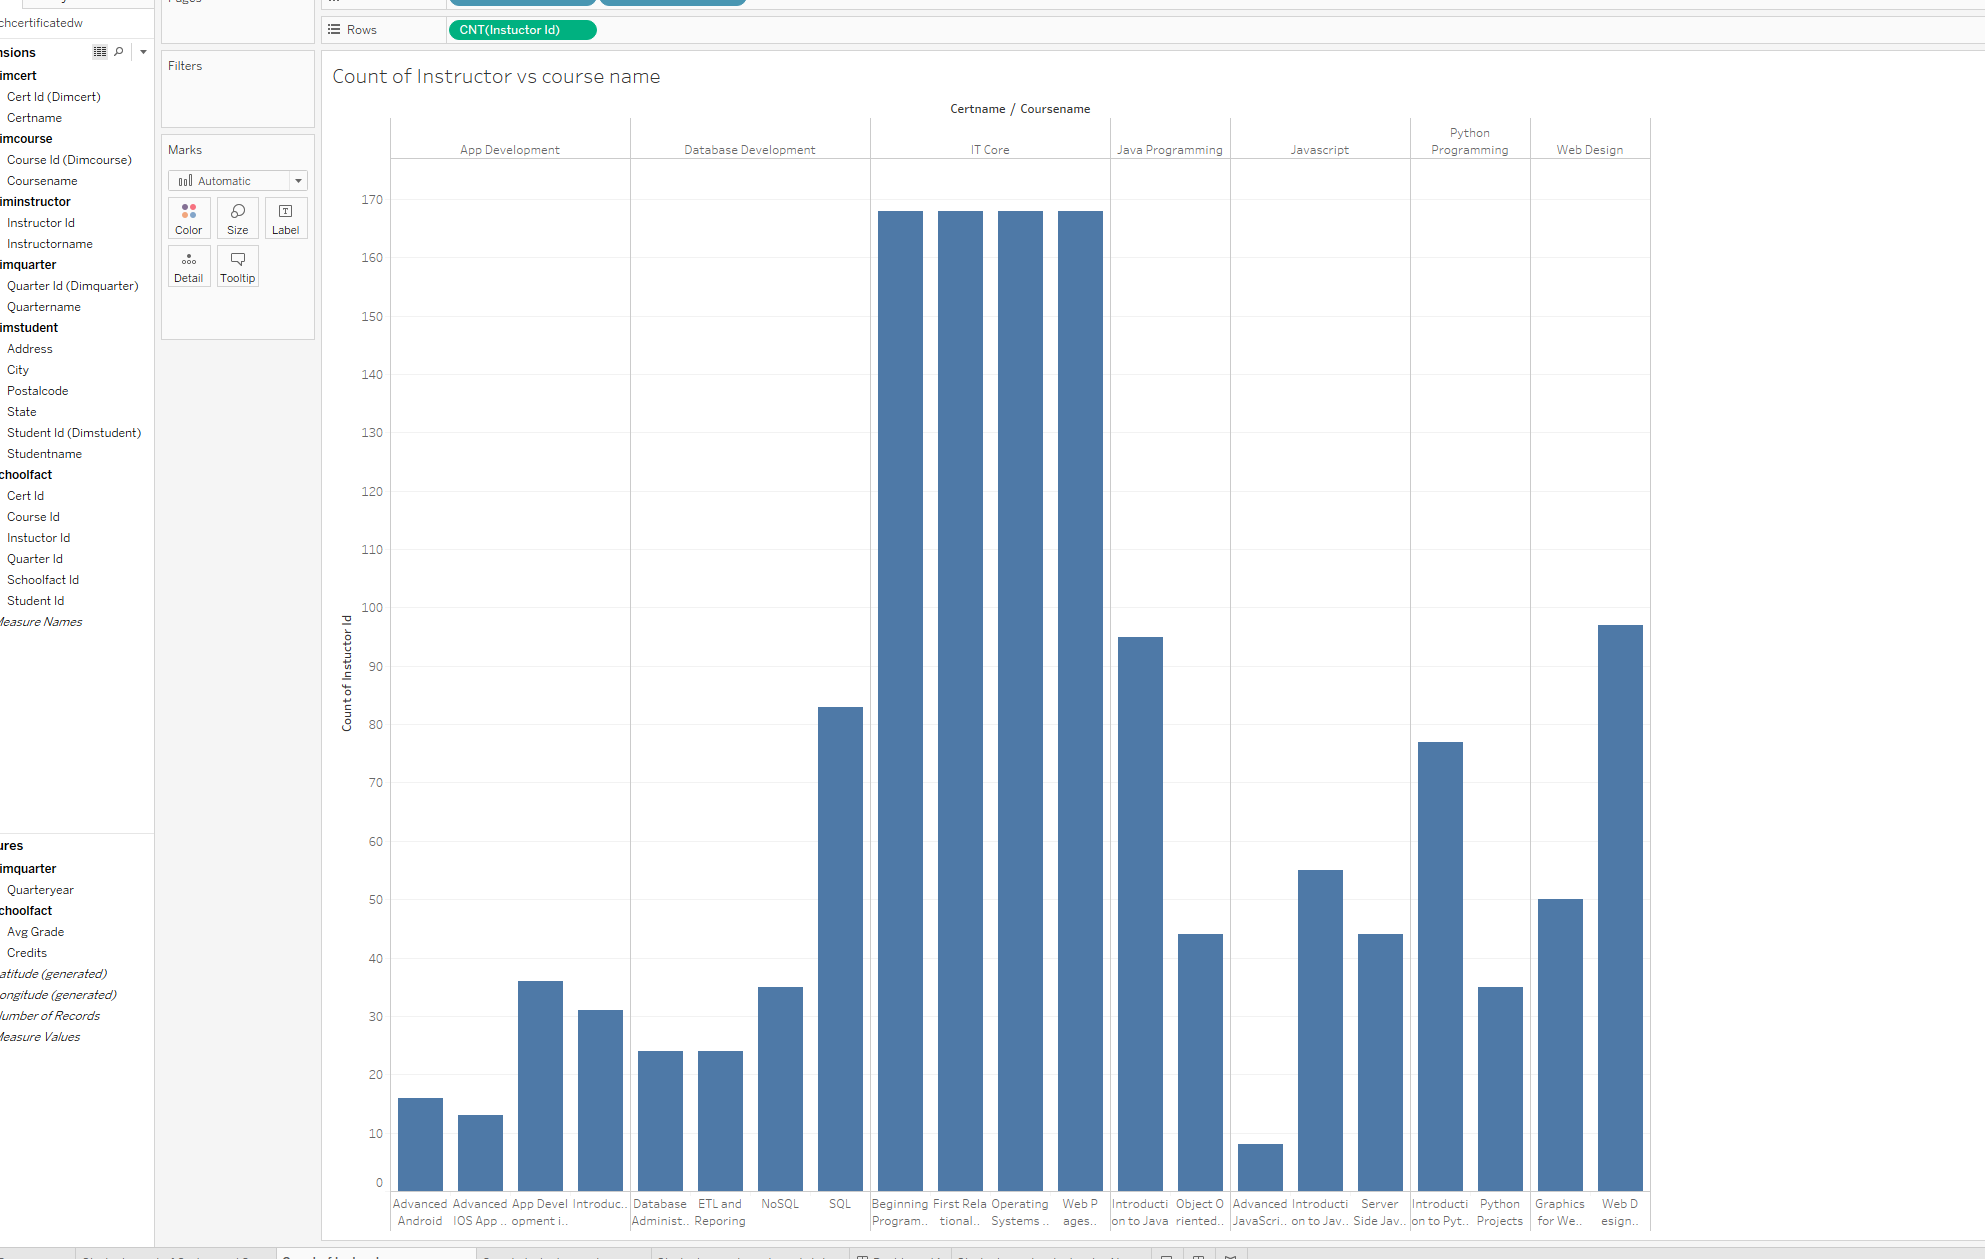 Rows
CNT(Instuctor Id)
chcertificatedw
nsions
imcert
Cert Id (Dimcert)
Certname
imcourse
Course Id (Dimcourse)
Coursename
iminstructor
Instructor Id
Instructorname
imquarter
Quarter Id (Dimquarter)
Quartername
imstudent
Address
City
Postalcode
State
Student Id (Dimstudent)
Studentname
choolfact
Cert Id
Course Id
Instuctor Id
Quarter Id
Schoolfact Id
Student Id
Measure Names
ures
imquarter
Quarteryear
choolfact
Avg Grade
Credits
atitude (generated)
ongitude (generated)
Number of Records
Measure Values
Filters
Marks
Automatic
Color
Size
Label
Detail
Tooltip
Count of Instructor vs course name
Certname / Coursename
App Development
Database Development
IT Core
Java Programming
Javascript
Python
Programming
Web Design
Count of Instuctor Id
170
160
150
140
130
120
110
100
90
80
70
60
50
40
30
20
10
0
Advanced
Android
Advanced
IOS App ..
App Devel
opment i..
Introduc..
Database
Administ..
ETL and
Reporting
NoSQL
SQL
Beginning
Program..
First Rela
tional..
Operating
Systems ..
Web P
ages..
Introducti
on to Java
Object O
riented..
Advanced
JavaScri..
Introducti
on to Jav..
Server
Side Jav..
Introducti
on to Pyt..
Python
Projects
Graphics
for We..
Web D
esign..